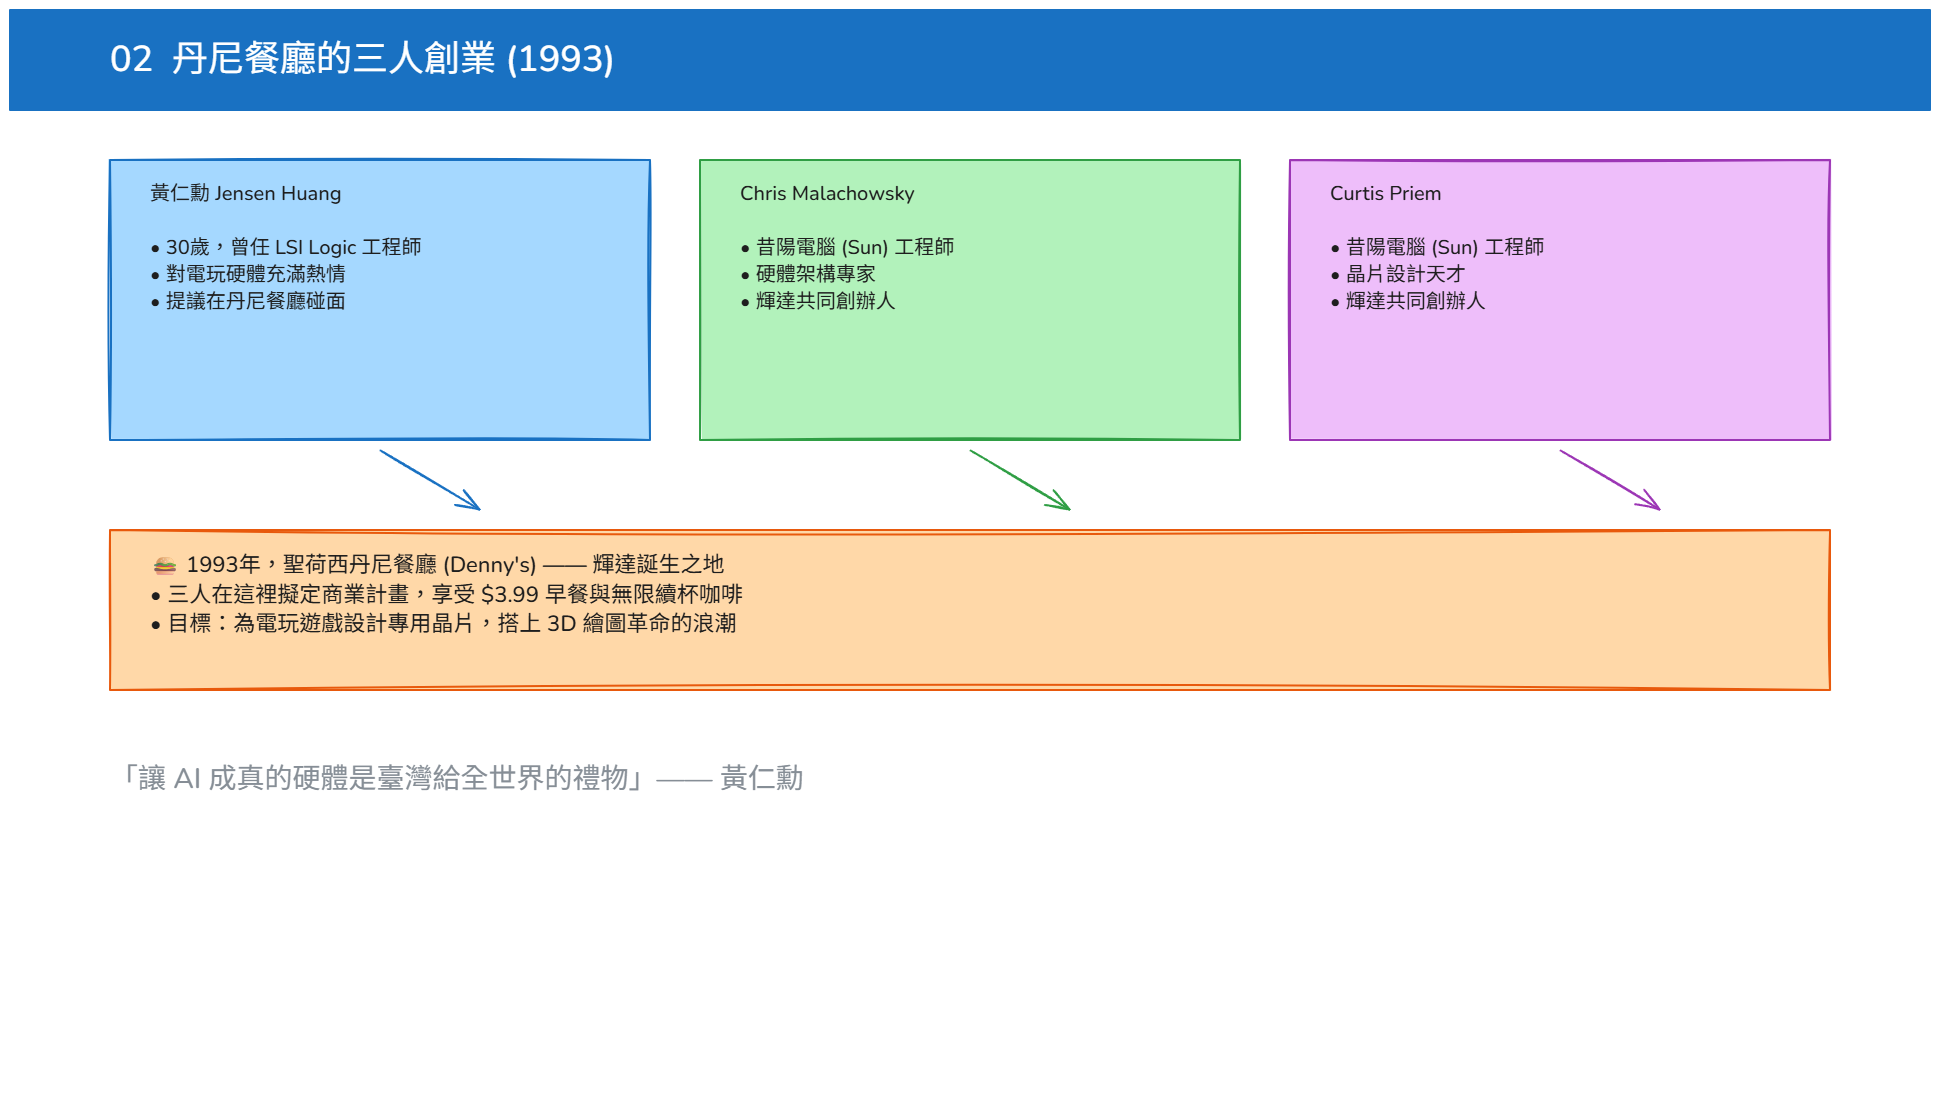 02 丹尼餐廳的三人創業 (1993)
黃仁勳 Jensen Huang
• 30歲，曾任 LSI Logic 工程師
• 對電玩硬體充滿熱情
• 提議在丹尼餐廳碰面
Chris Malachowsky
• 昔陽電腦 (Sun) 工程師
• 硬體架構專家
• 輝達共同創辦人
Curtis Priem
• 昔陽電腦 (Sun) 工程師
• 晶片設計天才
• 輝達共同創辦人
🍔 1993年，聖荷西丹尼餐廳 (Denny's) —— 輝達誕生之地
• 三人在這裡擬定商業計畫，享受 $3.99 早餐與無限續杯咖啡
• 目標：為電玩遊戲設計專用晶片，搭上 3D 繪圖革命的浪潮
「讓 AI 成真的硬體是臺灣給全世界的禮物」—— 黃仁勳